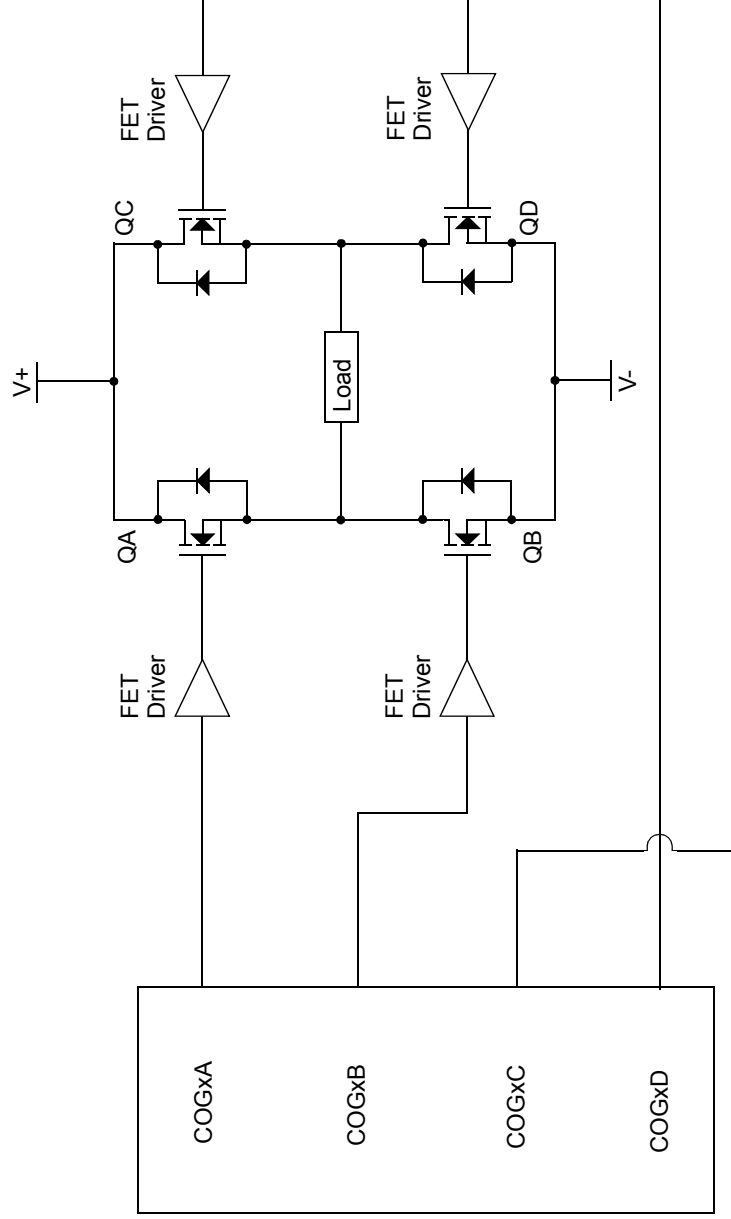 FET
Driver
QC
V+
QA
FET
Driver
COGxA
FET
Driver
QD
Load
V-
QB
FET
Driver
COGxB
COGxC
COGxD